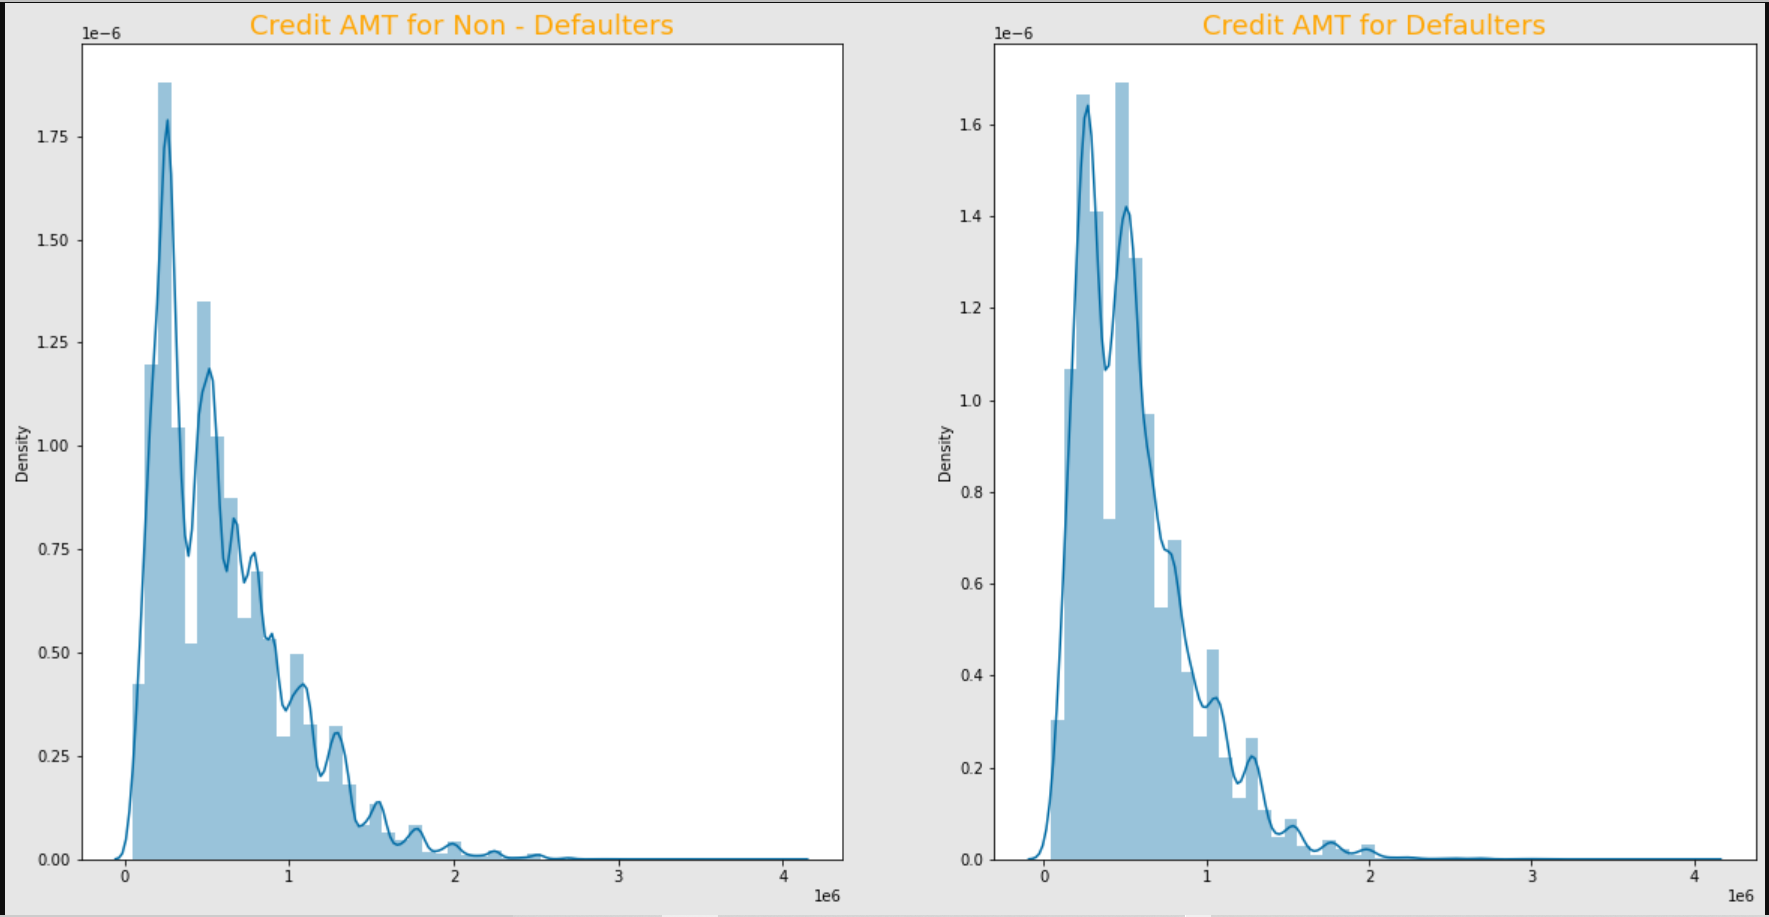 Credit AMT for Non - Defaulters
1e−6
1.75
1.50
1.25
1.00
0.75
0.50
0.25
0.00
Density
0 1 2 3 4
1e6
Credit AMT for Defaulters
1e−6
1.6
1.4
1.2
1.0
0.8
0.6
0.4
0.2
0.0
Density
0 1 2 3 4
1e6